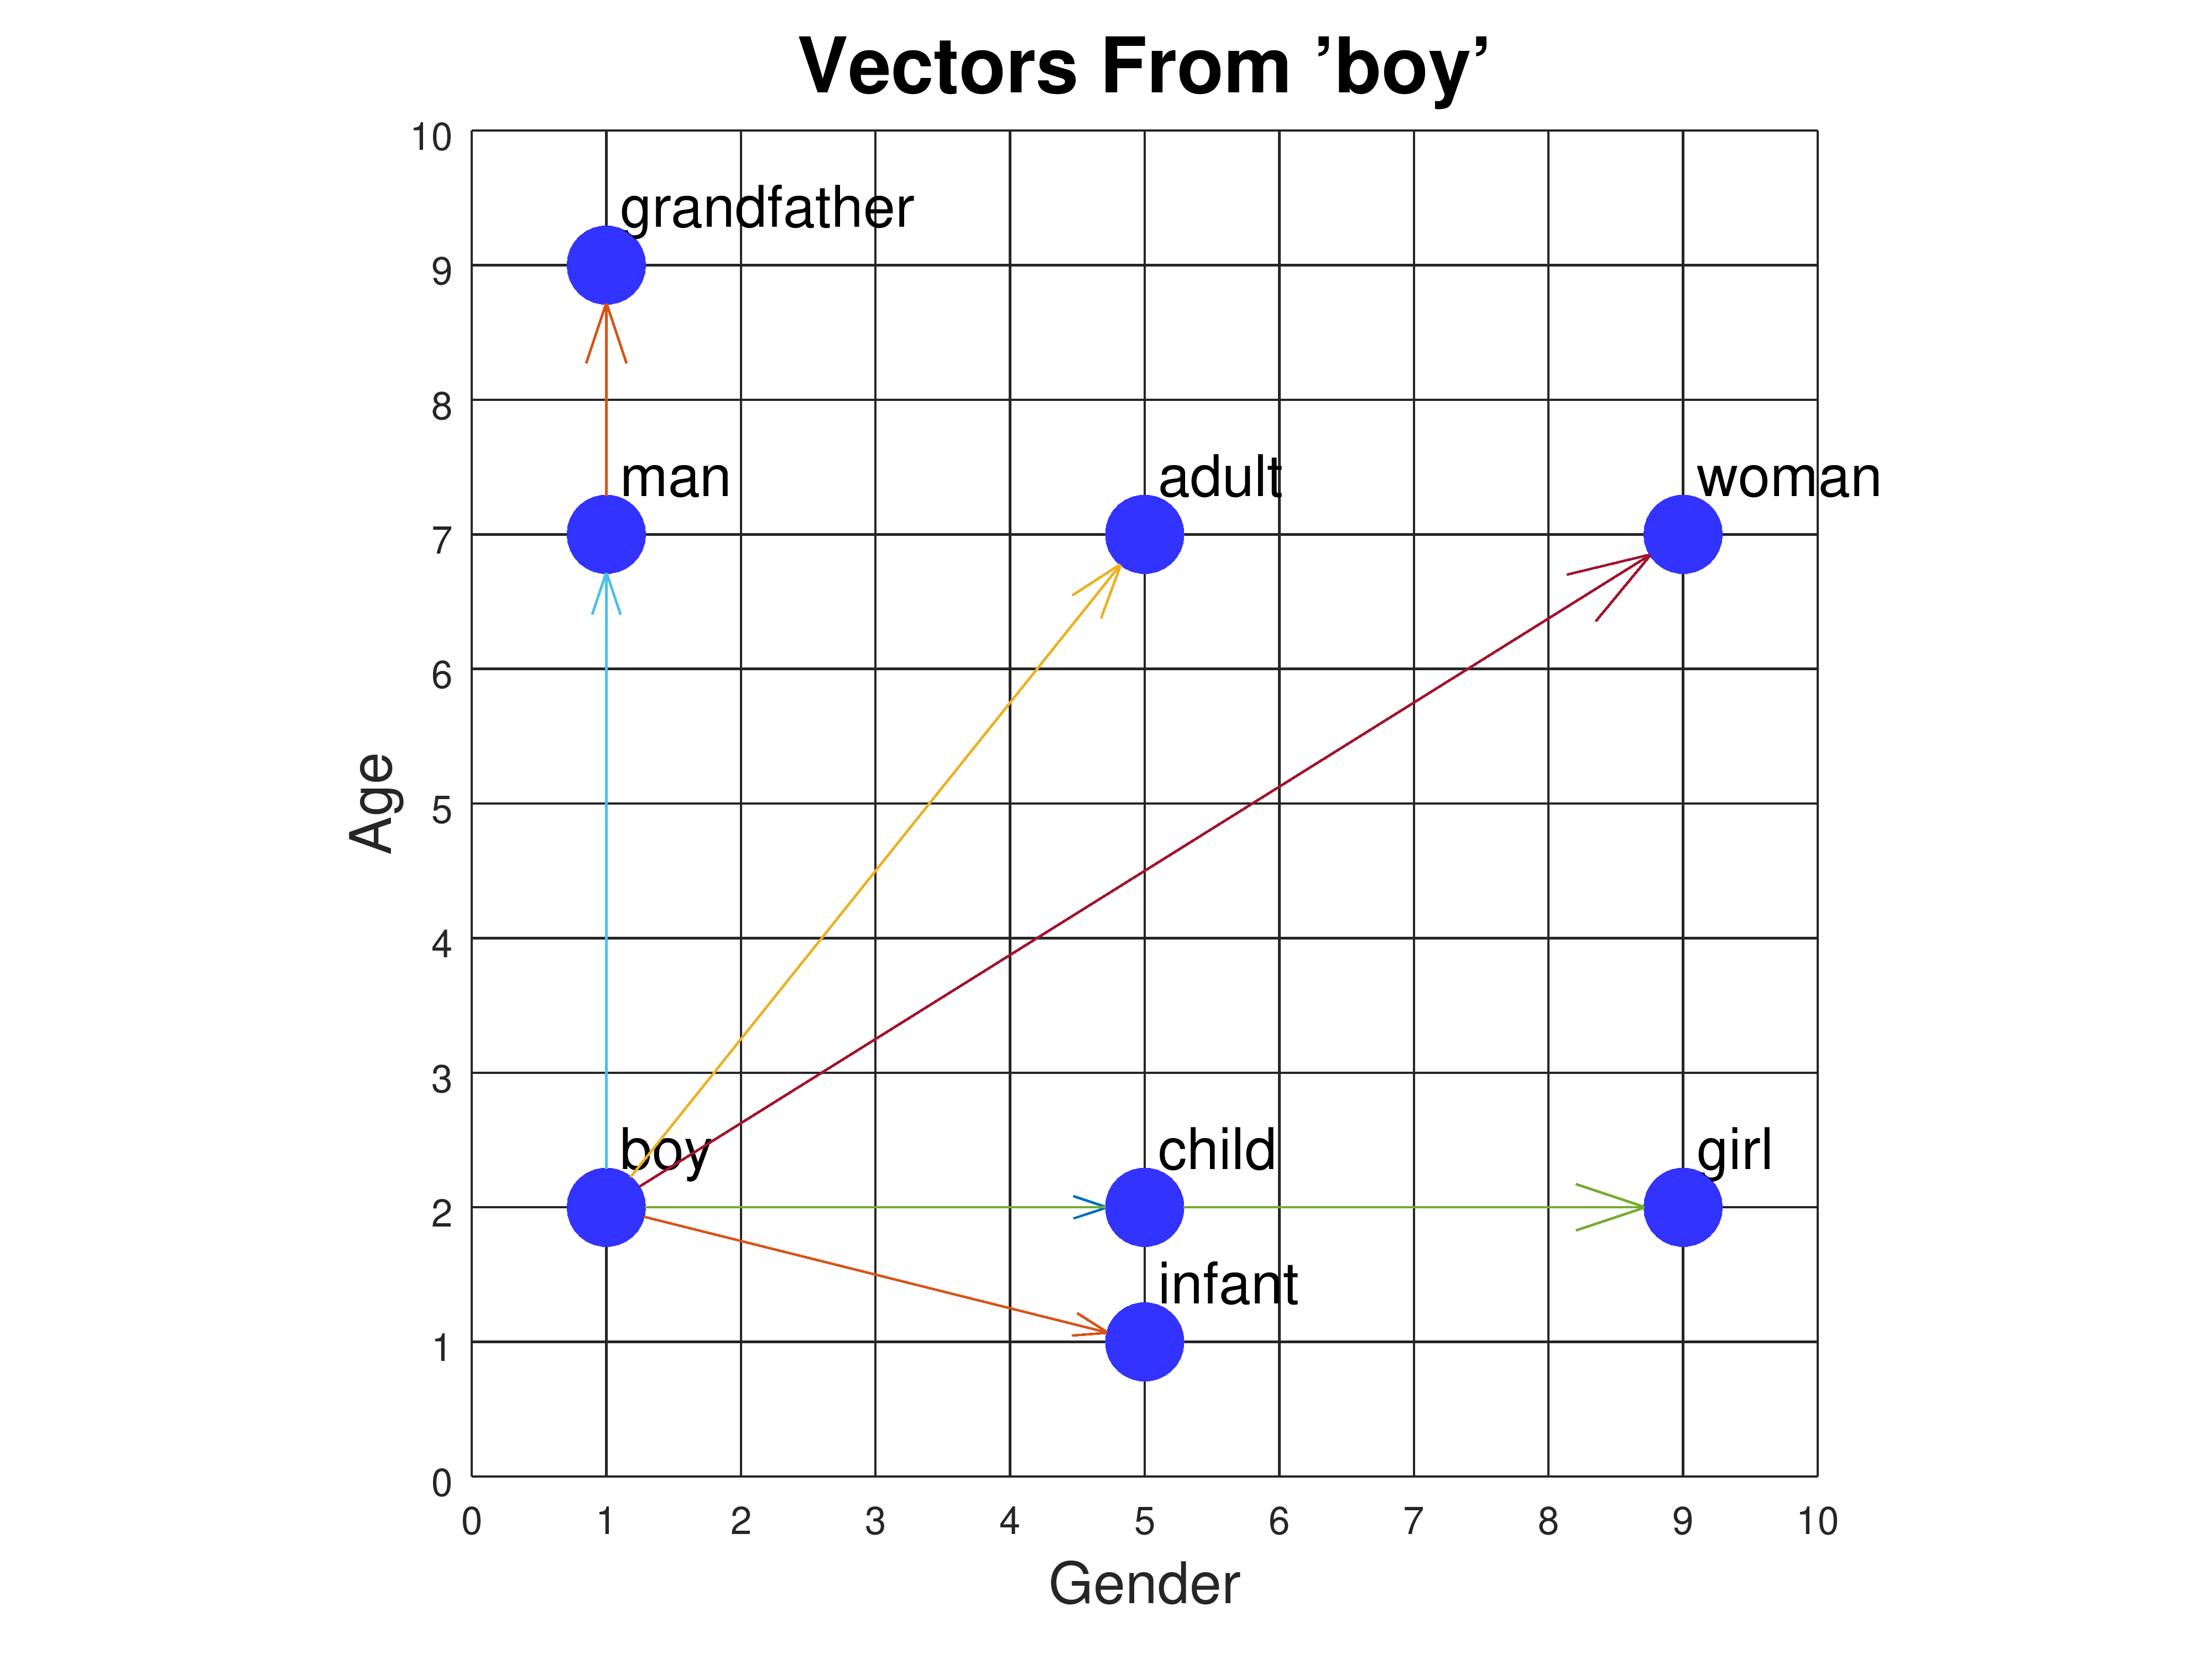 Vectors From ’boy’
10
grandfather
9
8
man adult woman
7
6
Age
5
4
3
boy child girl
2
infant
1
0
0 1 2 3 4 5 6 7 8 9 10
Gender